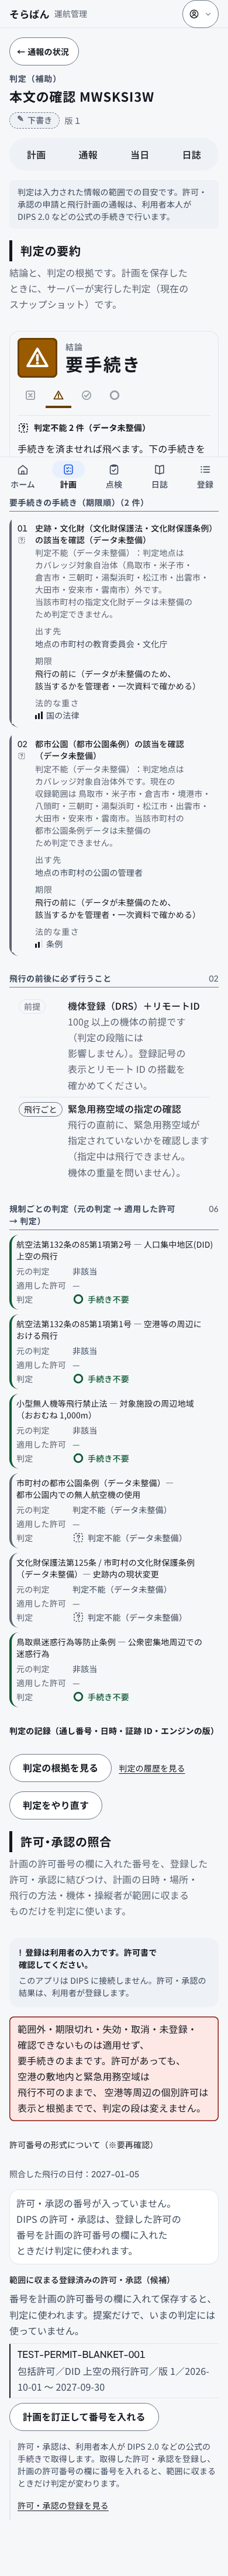 そらばん 運航管理
← 通報の状況
判定（補助）
本文の確認 MWSKSI3W
下書き 版 1
計画 通報 当日 日誌
判定は入力された情報の範囲での目安です。許可・
承認の申請と飛行計画の通報は、利用者本人が
DIPS 2.0 などの公式の手続きで行います。
判定の要約
結論と、判定の根拠です。計画を保存した
ときに、サーバーが実行した判定（現在の
スナップショット）です。
結論
要手続き
判定不能 2 件（データ未整備）
手続きを済ませれば飛べます。下の手続きを
ホーム 計画 点検 日誌 登録
要手続きの手続き（期限順）（2 件）
01 史跡・文化財（文化財保護法・文化財保護条例）
の該当を確認（データ未整備）
判定不能（データ未整備）：判定地点は
カバレッジ対象自治体（鳥取市・米子市・
倉吉市・三朝町・湯梨浜町・松江市・出雲市・
大田市・安来市・雲南市）外です。
当該市町村の指定文化財データは未整備の
ため判定できません。
出す先
地点の市町村の教育委員会・文化庁
期限
飛行の前に（データが未整備のため、
該当するかを管理者・一次資料で確かめる）
法的な重さ
国の法律
02 都市公園（都市公園条例）の該当を確認
（データ未整備）
判定不能（データ未整備）：判定地点は
カバレッジ対象自治体外です。現在の
収録範囲は 鳥取市・米子市・倉吉市・境港市・
八頭町・三朝町・湯梨浜町・松江市・出雲市・
大田市・安来市・雲南市。当該市町村の
都市公園条例データは未整備の
ため判定できません。
出す先
地点の市町村の公園の管理者
期限
飛行の前に（データが未整備のため、
該当するかを管理者・一次資料で確かめる）
法的な重さ
条例
飛行の前後に必ず行うこと 02
前提 機体登録（DRS）＋リモートID
100g 以上の機体の前提です
（判定の段階には
影響しません）。登録記号の
表示とリモート ID の搭載を
確かめてください。
飛行ごと 緊急用務空域の指定の確認
飛行の直前に、緊急用務空域が
指定されていないかを確認します
（指定中は飛行できません。
機体の重量を問いません）。
規制ごとの判定（元の判定 → 適用した許可
→ 判定） 06
航空法第132条の85第1項第2号 — 人口集中地区(DID)
上空の飛行
元の判定 非該当
適用した許可 —
判定 手続き不要
航空法第132条の85第1項第1号 — 空港等の周辺に
おける飛行
元の判定 非該当
適用した許可 —
判定 手続き不要
小型無人機等飛行禁止法 — 対象施設の周辺地域
（おおむね 1,000m）
元の判定 非該当
適用した許可 —
判定 手続き不要
市町村の都市公園条例（データ未整備） —
都市公園内での無人航空機の使用
元の判定 判定不能（データ未整備）
適用した許可 —
判定 判定不能（データ未整備）
文化財保護法第125条 / 市町村の文化財保護条例
（データ未整備） — 史跡内の現状変更
元の判定 判定不能（データ未整備）
適用した許可 —
判定 判定不能（データ未整備）
鳥取県迷惑行為等防止条例 — 公衆密集地周辺での
迷惑行為
元の判定 非該当
適用した許可 —
判定 手続き不要
判定の記録（通し番号・日時・証跡 ID・エンジンの版）
判定の根拠を見る 判定の履歴を見る
判定をやり直す
許可・承認の照合
計画の許可番号の欄に入れた番号を、登録した
許可・承認に結びつけ、計画の日時・場所・
飛行の方法・機体・操縦者が範囲に収まる
ものだけを判定に使います。
! 登録は利用者の入力です。許可書で
確認してください。
このアプリは DIPS に接続しません。許可・承認の
結果は、利用者が登録します。
範囲外・期限切れ・失効・取消・未登録・
確認できないものは適用せず、
要手続きのままです。許可があっても、
空港の敷地内と緊急用務空域は
飛行不可のままで、 空港等周辺の個別許可は
表示と根拠までで、判定の段は変えません。
許可番号の形式について（※要再確認）
照合した飛行の日付：2027-01-05
許可・承認の番号が入っていません。
DIPS の許可・承認は、登録した許可の
番号を計画の許可番号の欄に入れた
ときだけ判定に使われます。
範囲に収まる登録済みの許可・承認（候補）
番号を計画の許可番号の欄に入れて保存すると、
判定に使われます。提案だけで、いまの判定には
使っていません。
TEST-PERMIT-BLANKET-001
包括許可／DID 上空の飛行許可／版 1／2026-
10-01 〜 2027-09-30
計画を訂正して番号を入れる
許可・承認は、利用者本人が DIPS 2.0 などの公式の
手続きで取得します。取得した許可・承認を登録し、
計画の許可番号の欄に番号を入れると、範囲に収まる
ときだけ判定が変わります。
許可・承認の登録を見る